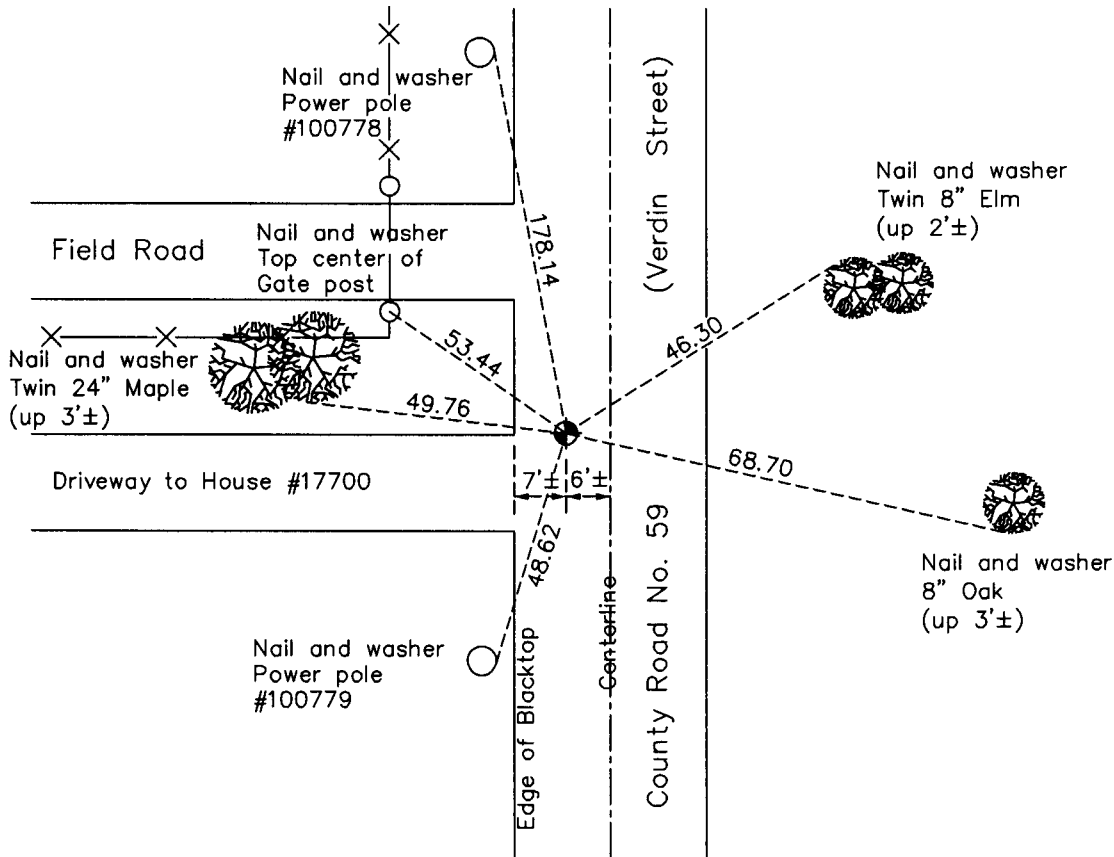 Nail and washer
Power pole
#100778
(Verdin Street)
Nail and washer
Twin 8" Elm
(up 2'±)
178.14
Field Road
Nail and washer
Top center of
Gate post
46.30
53.44
Nail and washer
Twin 24" Maple
(up 3'±)
49.76
68.70
Driveway to House #17700
7'±
6'±
48.62
County Road No. 59
Nail and washer
8" Oak
(up 3'±)
Centerline
Edge of Blacktop
Nail and washer
Power pole
#100779